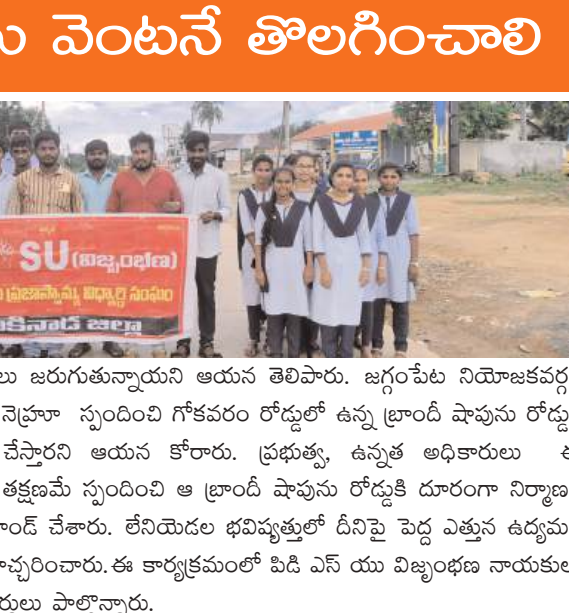 వెంటనే తొలగించాలి
SU (విజృంభణ)
ప్రజాస్వామ్య విద్యార్థి సంఘం
కినాడ జిల్లా
లు జరుగుతున్నాయని ఆయన తెలిపారు. జగ్గంపేట నియోజకవర్గ
నెహ్రూ స్పందించి గోకవరం రోడ్డులో ఉన్న బ్రాందీ షాపును రోడ్డు
చేస్తారని ఆయన కోరారు. ప్రభుత్వ, ఉన్నత అధికారులు ఈ
తక్షణమే స్పందించి ఆ బ్రాందీ షాపును రోడ్డుకి దూరంగా నిర్మాణ
ాండ్ చేశారు. లేనియెడల భవిష్యత్తులో దీనిపై పెద్ద ఎత్తున ఉద్యమ
చ్చరించారు.ఈ కార్యక్రమంలో పిడి ఎస్ యు విజృంభణ నాయకుల
ర్థులు పాల్గొన్నారు.